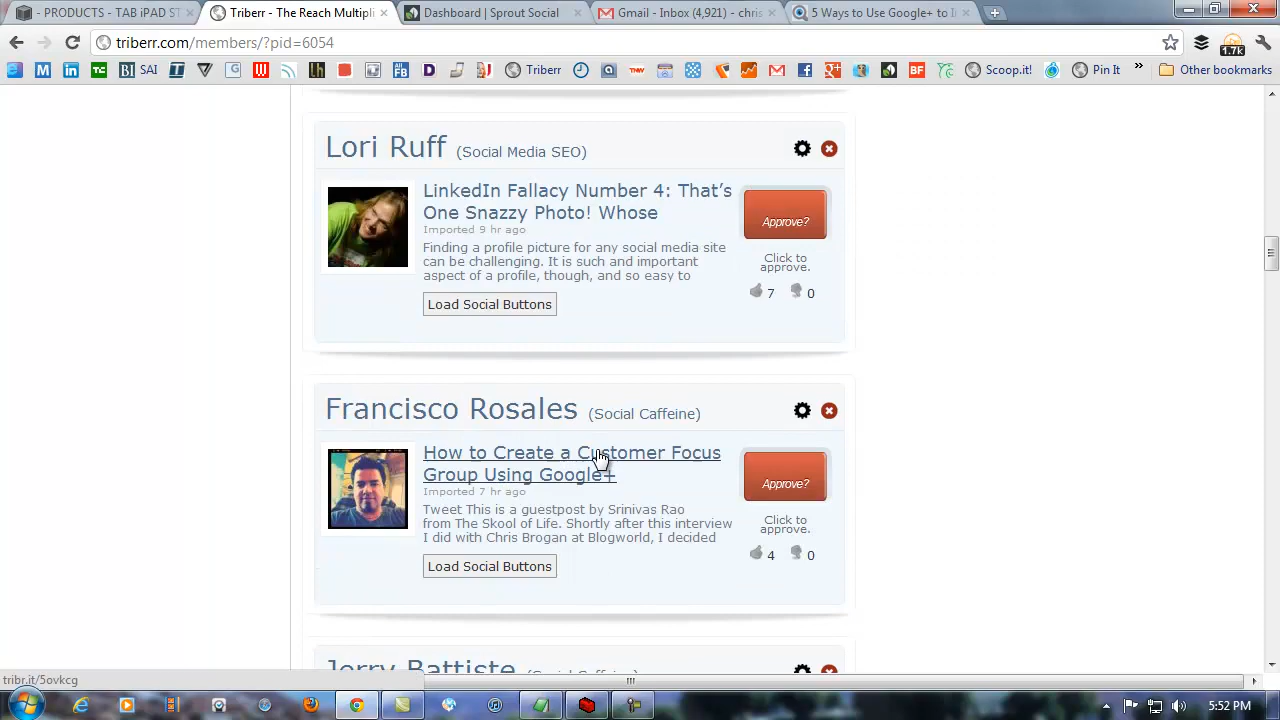 - PRODUCTS - TAB iPAD ST
Triberr - The Reach Multipli
Dashboard | Sprout Social
Gmail - Inbox (4,921) - chris
5 Ways to Use Google+ to I
triberr.com/members/?pid=6054
1.7k
SAI
Triberr
Scoop.it!
Pin It
Other bookmarks
Lori Ruff (Social Media SEO)
LinkedIn Fallacy Number 4: That's
One Snazzy Photo! Whose
Imported 9 hr ago
Finding a profile picture for any social media site
can be challenging. It is such and important
aspect of a profile, though, and so easy to
Load Social Buttons
Approve?
Click to
approve.
7 0
Francisco Rosales (Social Caffeine)
How to Create a Customer Focus
Group Using Google+
Imported 7 hr ago
Tweet This is a guestpost by Srinivas Rao
from The Skool of Life. Shortly after this interview
I did with Chris Brogan at Blogworld, I decided
Load Social Buttons
Approve?
Click to
approve.
4 0
Jerry Battiste (Social Caffeine)
tribr.it/5ovkcg
5:52 PM